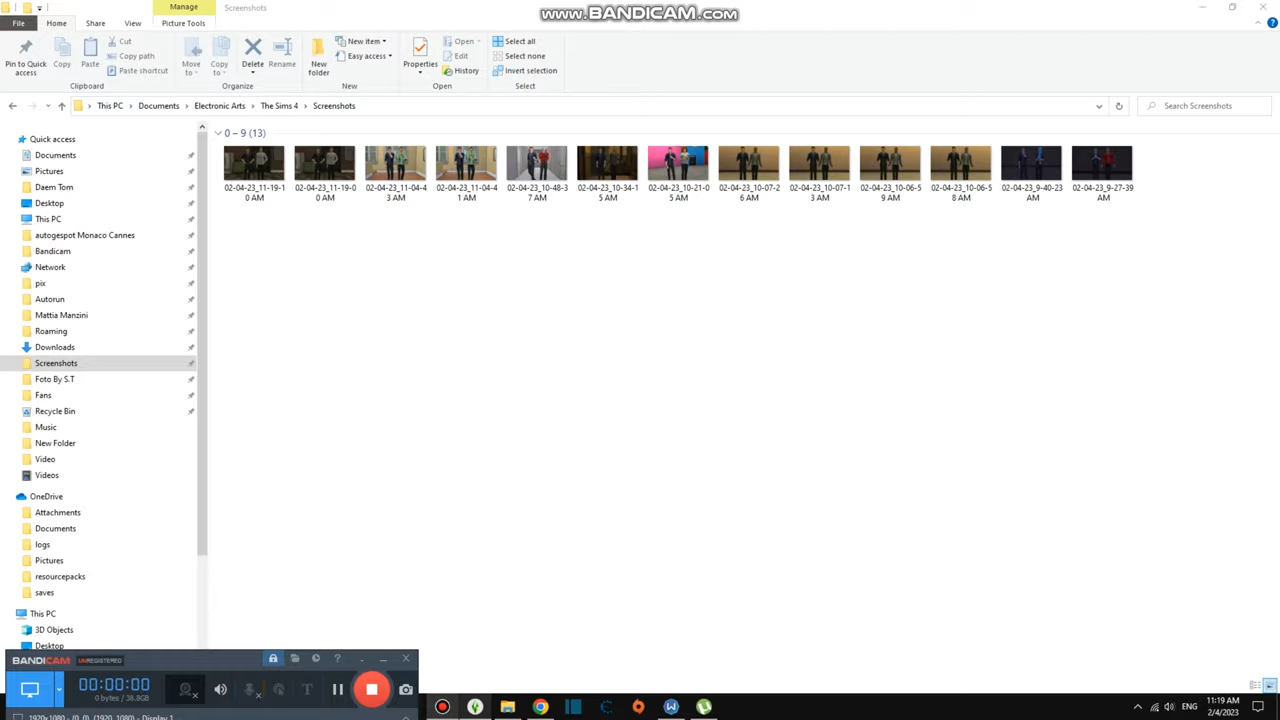 Manage
Screenshots
www.BANDICAM.com
File
Home
Share
View
Picture Tools
Pin to Quick access
Copy
Paste
Cut
Copy path
Paste shortcut
Clipboard
Move to
Copy to
Delete
Rename
Organize
New folder
New item
Easy access
New
Properties
Open
Edit
History
Open
Select all
Select none
Invert selection
Select
This PC
Documents
Electronic Arts
The Sims 4
Screenshots
Search Screenshots
Quick access
Documents
Pictures
Daem Tom
Desktop
This PC
autogespot Monaco Cannes
Bandicam
Network
pix
Autorun
Mattia Manzini
Roaming
Downloads
Screenshots
Foto By S.T
Fans
Recycle Bin
Music
New Folder
Video
Videos
OneDrive
Attachments
Documents
logs
Pictures
resourcepacks
saves
This PC
3D Objects
Desktop
0 – 9 (13)
02-04-23_11-19-1
0 AM
02-04-23_11-19-0
0 AM
02-04-23_11-04-4
3 AM
02-04-23_11-04-4
1 AM
02-04-23_10-48-3
7 AM
02-04-23_10-34-1
5 AM
02-04-23_10-21-0
5 AM
02-04-23_10-07-2
6 AM
02-04-23_10-07-1
3 AM
02-04-23_10-06-5
9 AM
02-04-23_10-06-5
8 AM
02-04-23_9-40-23
AM
02-04-23_9-27-39
AM
BANDICAM
UNREGISTERED
00:00:00
0 bytes / 38.8GB
1920x1080 - (0, 0), (1920, 1080) - Display 1
ENG
11:19 AM
2/4/2023